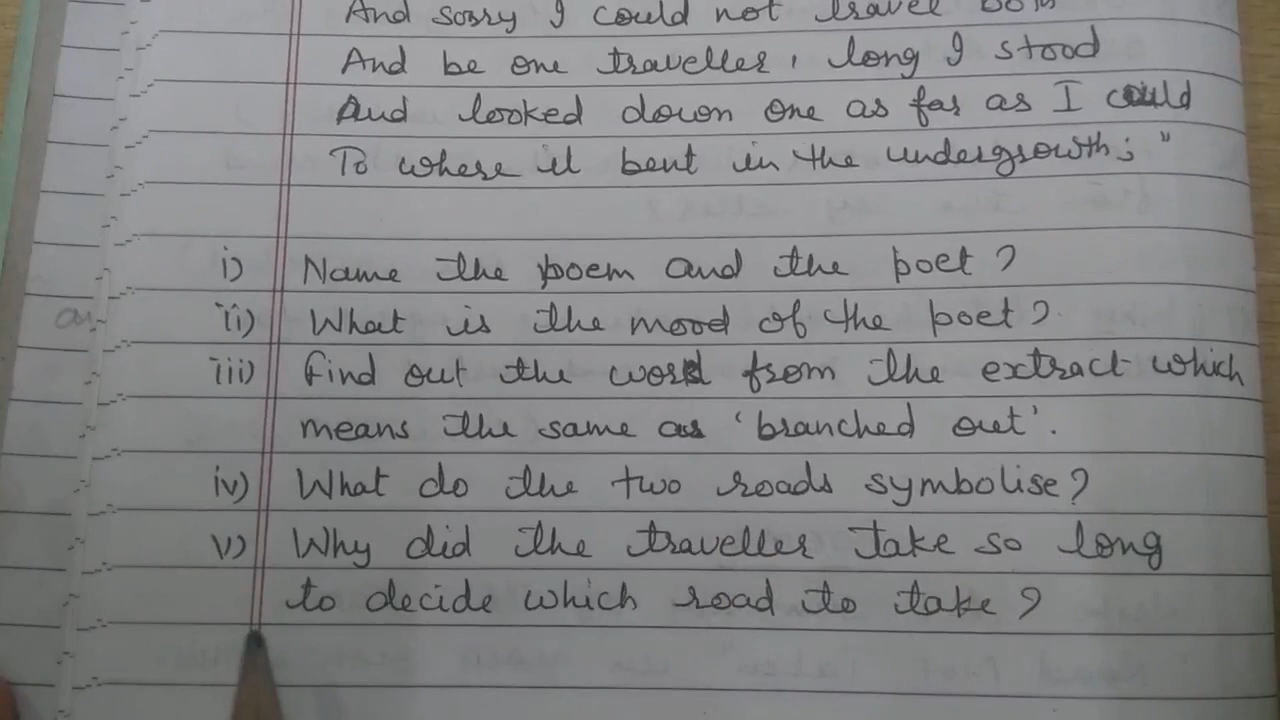 And sorry I could not travel both
And be one traveller, long I stood
And looked down one as far as I could
To where it bent in the undergrowth; "
i) Name the poem and the poet?
ii) What is the mood of the poet?
iii) Find out the word from the extract which
means the same as 'branched out'.
iv) What do the two roads symbolise?
v) Why did the traveller take so long
to decide which road to take?